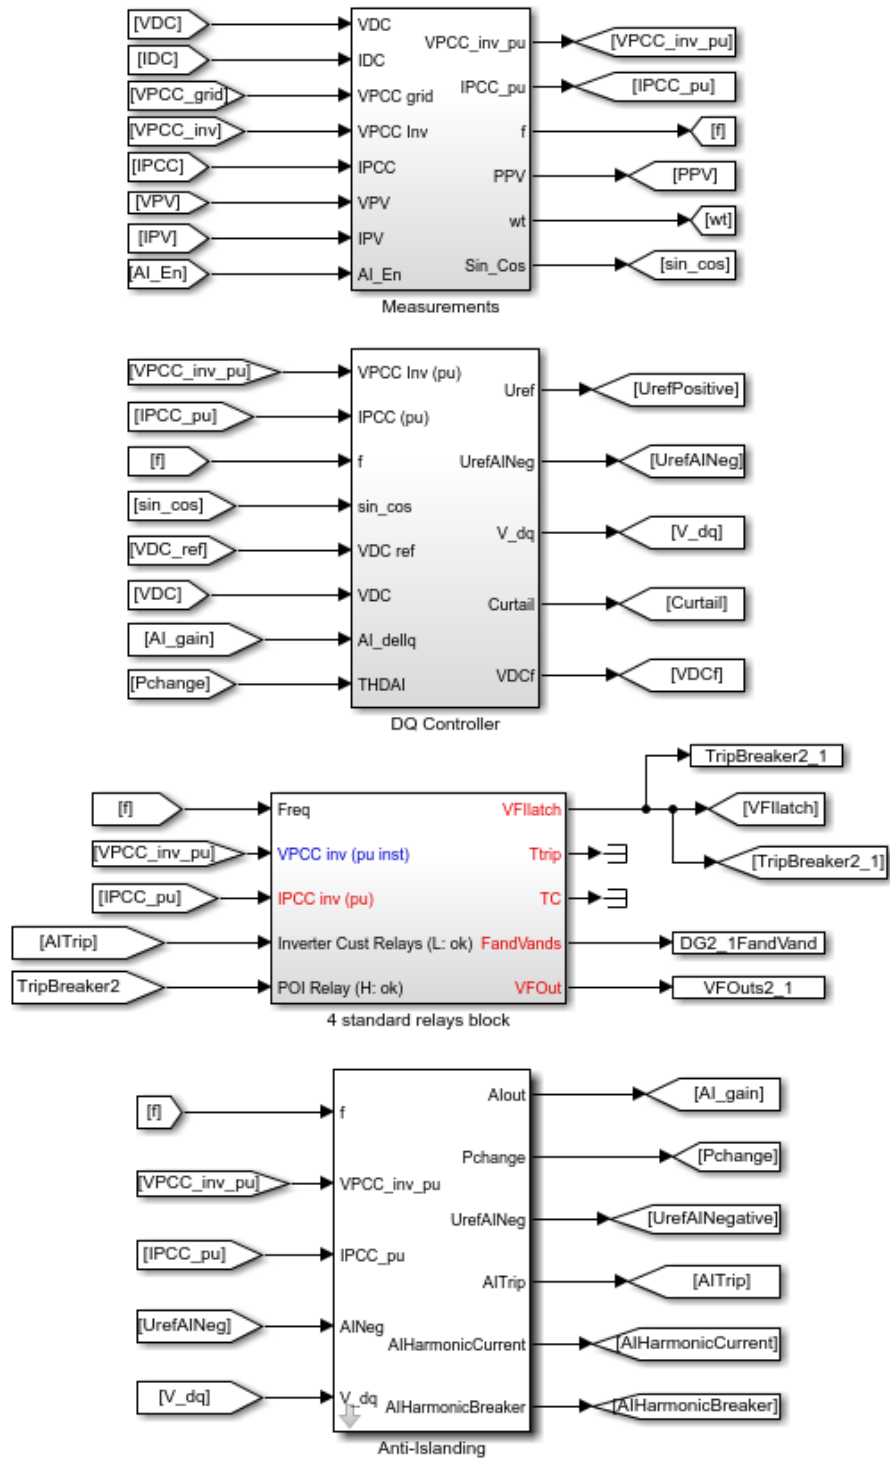 [VDC] VDC VPCC_inv_pu [VPCC_inv_pu]
[IDC] IDC
[VPCC_grid] VPCC grid IPCC_pu [IPCC_pu]
[VPCC_inv] VPCC Inv f [f]
[IPCC] IPCC PPV [PPV]
[VPV] VPV wt [wt]
[IPV] IPV
[AI_En] AI_En Sin_Cos [sin_cos]
Measurements
[VPCC_inv_pu] VPCC Inv (pu) Uref [UrefPositive]
[IPCC_pu] IPCC (pu)
[f] f UrefAINeg [UrefAINeg]
[sin_cos] sin_cos V_dq [V_dq]
[VDC_ref] VDC ref
[VDC] VDC Curtail [Curtail]
[AI_gain] AI_delIq
[Pchange] THDAI VDCf [VDCf]
DQ Controller
TripBreaker2_1
[f] Freq VFIlatch [VFIlatch]
[VPCC_inv_pu] VPCC inv (pu inst) Ttrip [TripBreaker2_1]
[IPCC_pu] IPCC inv (pu) TC
[AITrip] Inverter Cust Relays (L: ok) FandVands DG2_1FandVand
TripBreaker2 POI Relay (H: ok) VFOut VFOuts2_1
4 standard relays block
[f] f AIout [AI_gain]
Pchange [Pchange]
[VPCC_inv_pu] VPCC_inv_pu UrefAINeg [UrefAINegative]
[IPCC_pu] IPCC_pu AITrip [AITrip]
[UrefAINeg] AINeg AIHarmonicCurrent [AIHarmonicCurrent]
[V_dq] V_dq AIHarmonicBreaker [AIHarmonicBreaker]
Anti-Islanding